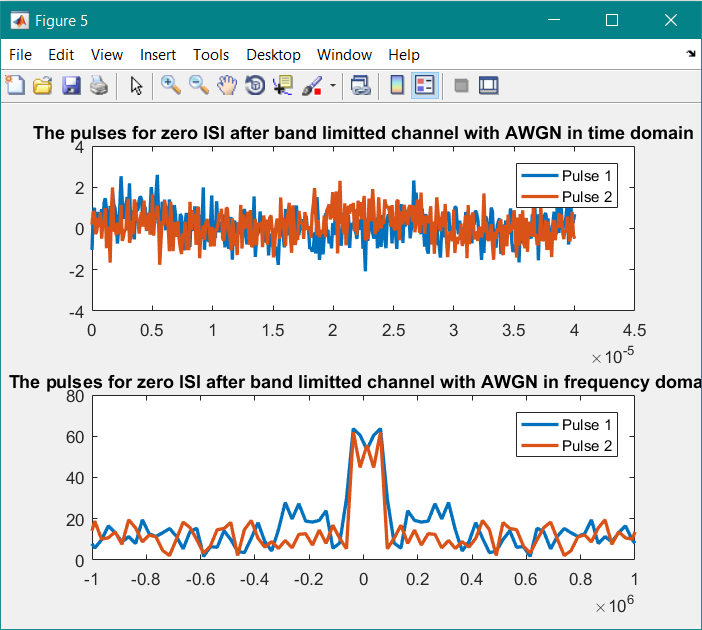 Figure 5
File Edit View Insert Tools Desktop Window Help
The pulses for zero ISI after band limitted channel with AWGN in time domain
4
2
0
-2
-4
Pulse 1
Pulse 2
0 0.5 1 1.5 2 2.5 3 3.5 4 4.5
×10-5
The pulses for zero ISI after band limitted channel with AWGN in frequency doma
80
60
40
20
0
Pulse 1
Pulse 2
-1 -0.8 -0.6 -0.4 -0.2 0 0.2 0.4 0.6 0.8 1
×106